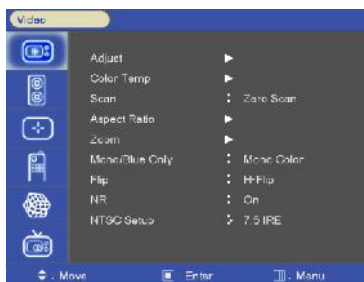 Video
Adjust
Color Temp
Scan : Zero Scan
Aspect Ratio
Zoom
Mono/Blue Only : Mono Color
Flip : H-Flip
NR : On
NTSC Setup : 7.5 IRE
: Move Enter : Menu